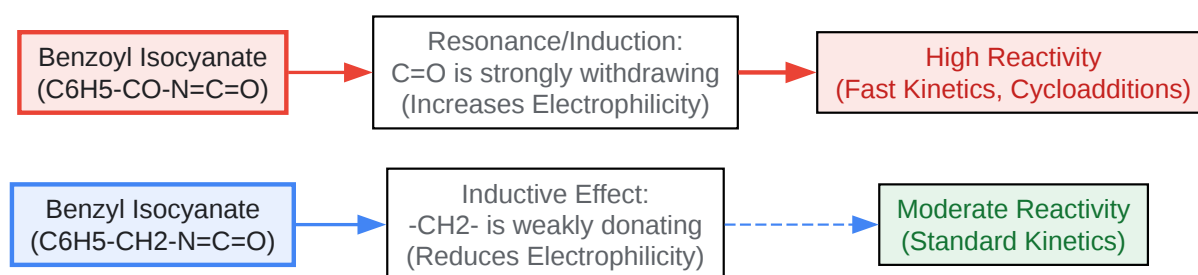 Benzoyl Isocyanate
(C6H5-CO-N=C=O)
Resonance/Induction:
C=O is strongly withdrawing
(Increases Electrophilicity)
High Reactivity
(Fast Kinetics, Cycloadditions)
Benzyl Isocyanate
(C6H5-CH2-N=C=O)
Inductive Effect:
-CH2- is weakly donating
(Reduces Electrophilicity)
Moderate Reactivity
(Standard Kinetics)